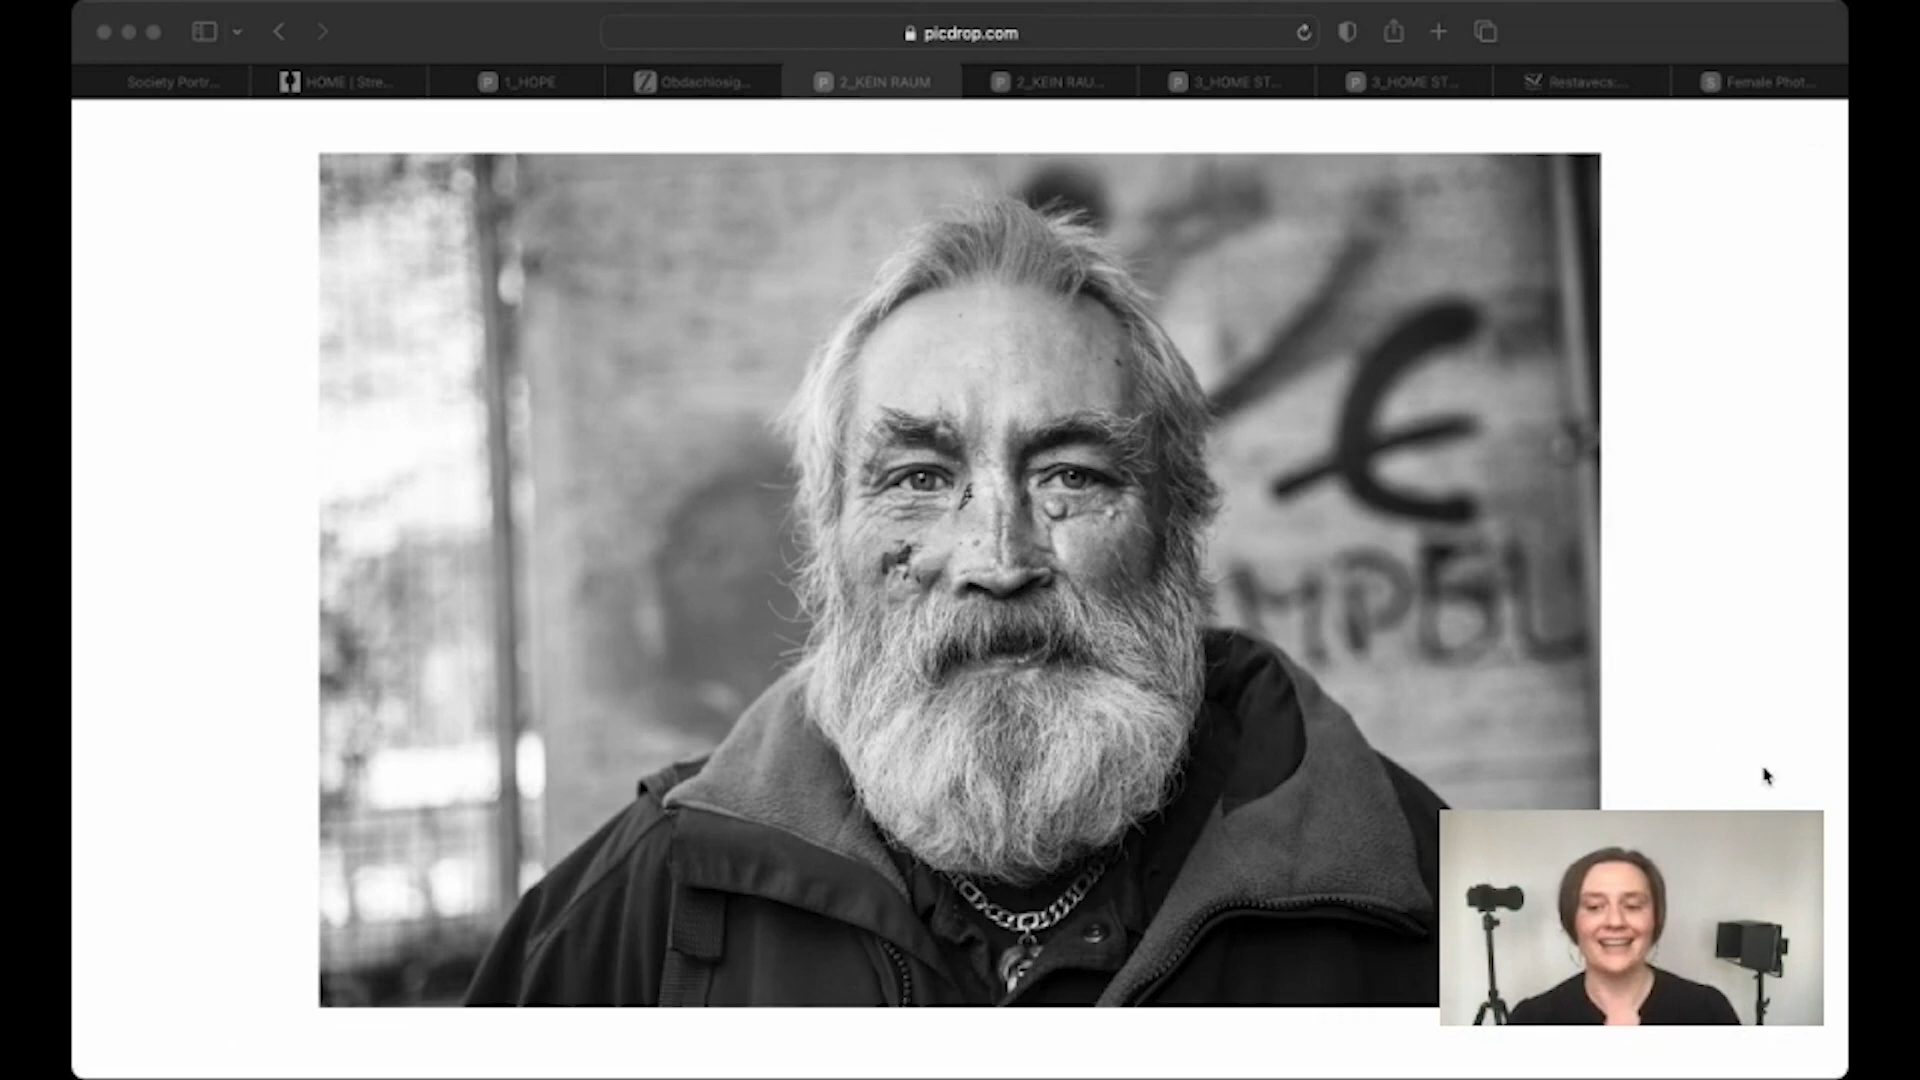 picdrop.com
Society Portr...
HOME | Stre...
1_HOPE
Obdachlosig...
2_KEIN RAUM
2_KEIN RAU...
3_HOME ST...
3_HOME ST...
Restavecs:...
Female Phot...